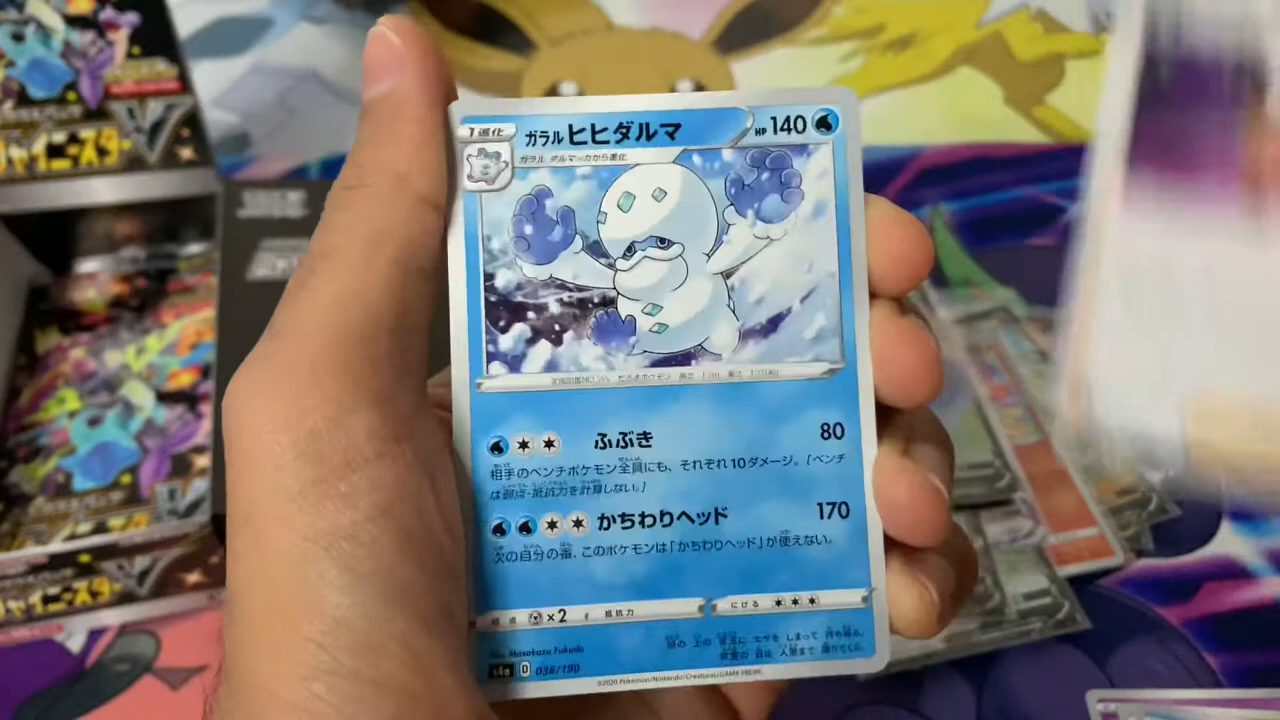 1進化 ガラル ヒヒダルマ HP 140
ガラル ダルマッカから進化
ふぶき 80
相手のベンチポケモン全員にも、それぞれ10ダメージ。[ベンチ
は弱点・抵抗力を計算しない。]
かちわりヘッド 170
次の自分の番、このポケモンは「かちわりヘッド」が使えない。
弱点 ×2 抵抗力 にげる
Masakazu Fukuda
s4a D 038/190
©2020 Pokémon/Nintendo/Creatures/GAME FREAK
シャイニースターV